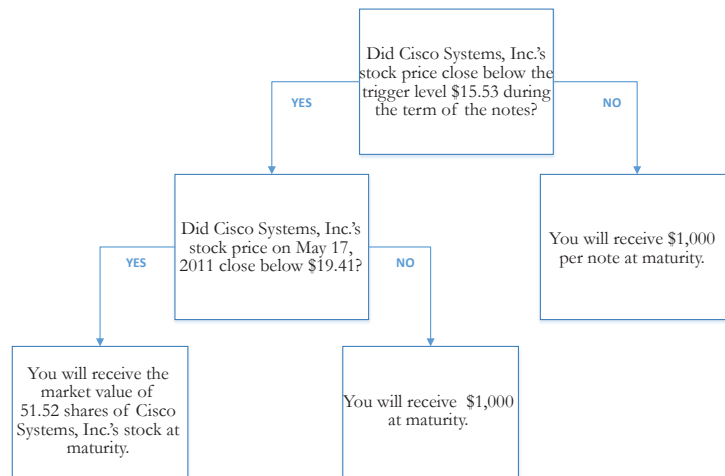 Did Cisco Systems, Inc.'s
stock price close below the
trigger level $15.53 during
the term of the notes?
YES
NO
Did Cisco Systems, Inc.'s
stock price on May 17,
2011 close below $19.41?
You will receive $1,000
per note at maturity.
YES
NO
You will receive the
market value of
51.52 shares of Cisco
Systems, Inc.'s stock at
maturity.
You will receive $1,000
at maturity.